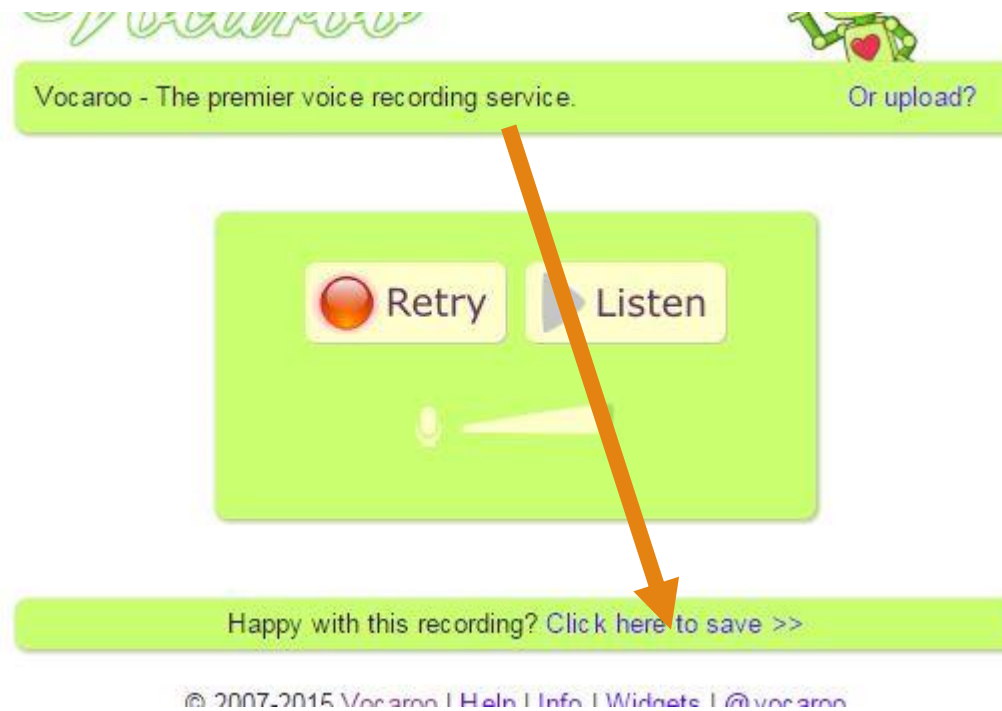 Vocaroo
Vocaroo - The premier voice recording service. Or upload?
Retry Listen
Happy with this recording? Click here to save >>
© 2007-2015 Vocaroo | Help | Info | Widgets | @vocaroo